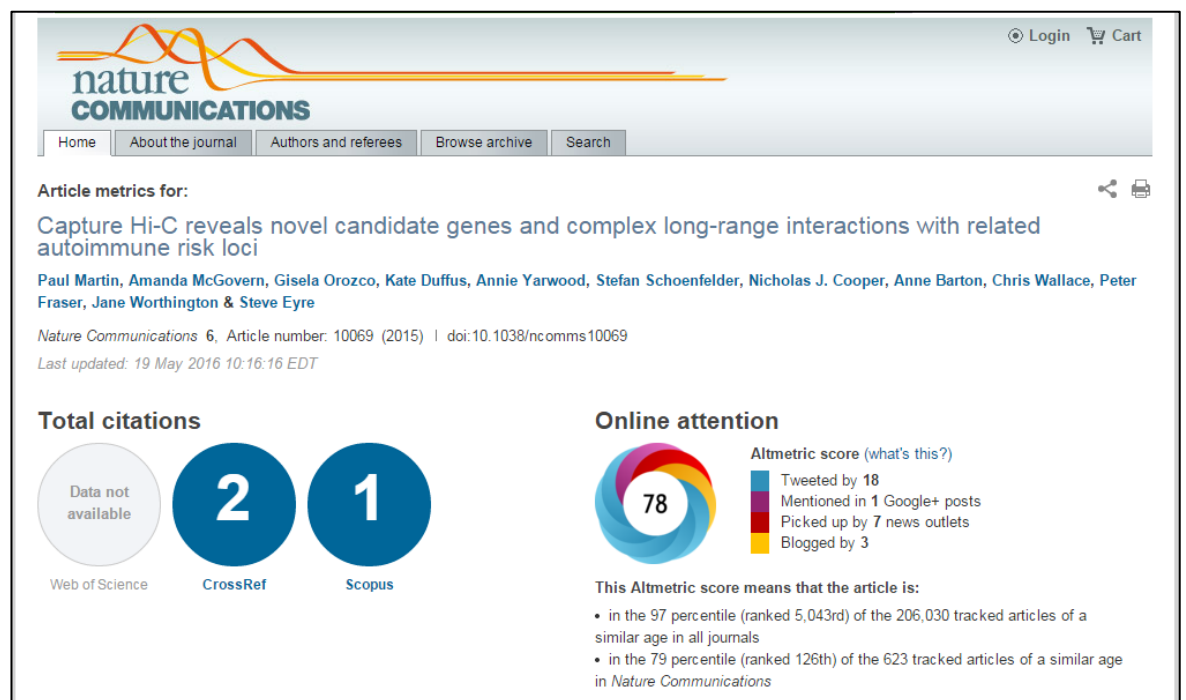 Login Cart
nature
COMMUNICATIONS
Home About the journal Authors and referees Browse archive Search
Article metrics for:
Capture Hi-C reveals novel candidate genes and complex long-range interactions with related
autoimmune risk loci
Paul Martin, Amanda McGovern, Gisela Orozco, Kate Duffus, Annie Yarwood, Stefan Schoenfelder, Nicholas J. Cooper, Anne Barton, Chris Wallace, Peter
Fraser, Jane Worthington & Steve Eyre
Nature Communications 6, Article number: 10069 (2015) | doi:10.1038/ncomms10069
Last updated: 19 May 2016 10:16:16 EDT
Total citations
Data not
available
2
1
Web of Science
CrossRef
Scopus
Online attention
78
Altmetric score (what's this?)
Tweeted by 18
Mentioned in 1 Google+ posts
Picked up by 7 news outlets
Blogged by 3
This Altmetric score means that the article is:
• in the 97 percentile (ranked 5,043rd) of the 206,030 tracked articles of a
similar age in all journals
• in the 79 percentile (ranked 126th) of the 623 tracked articles of a similar age
in Nature Communications